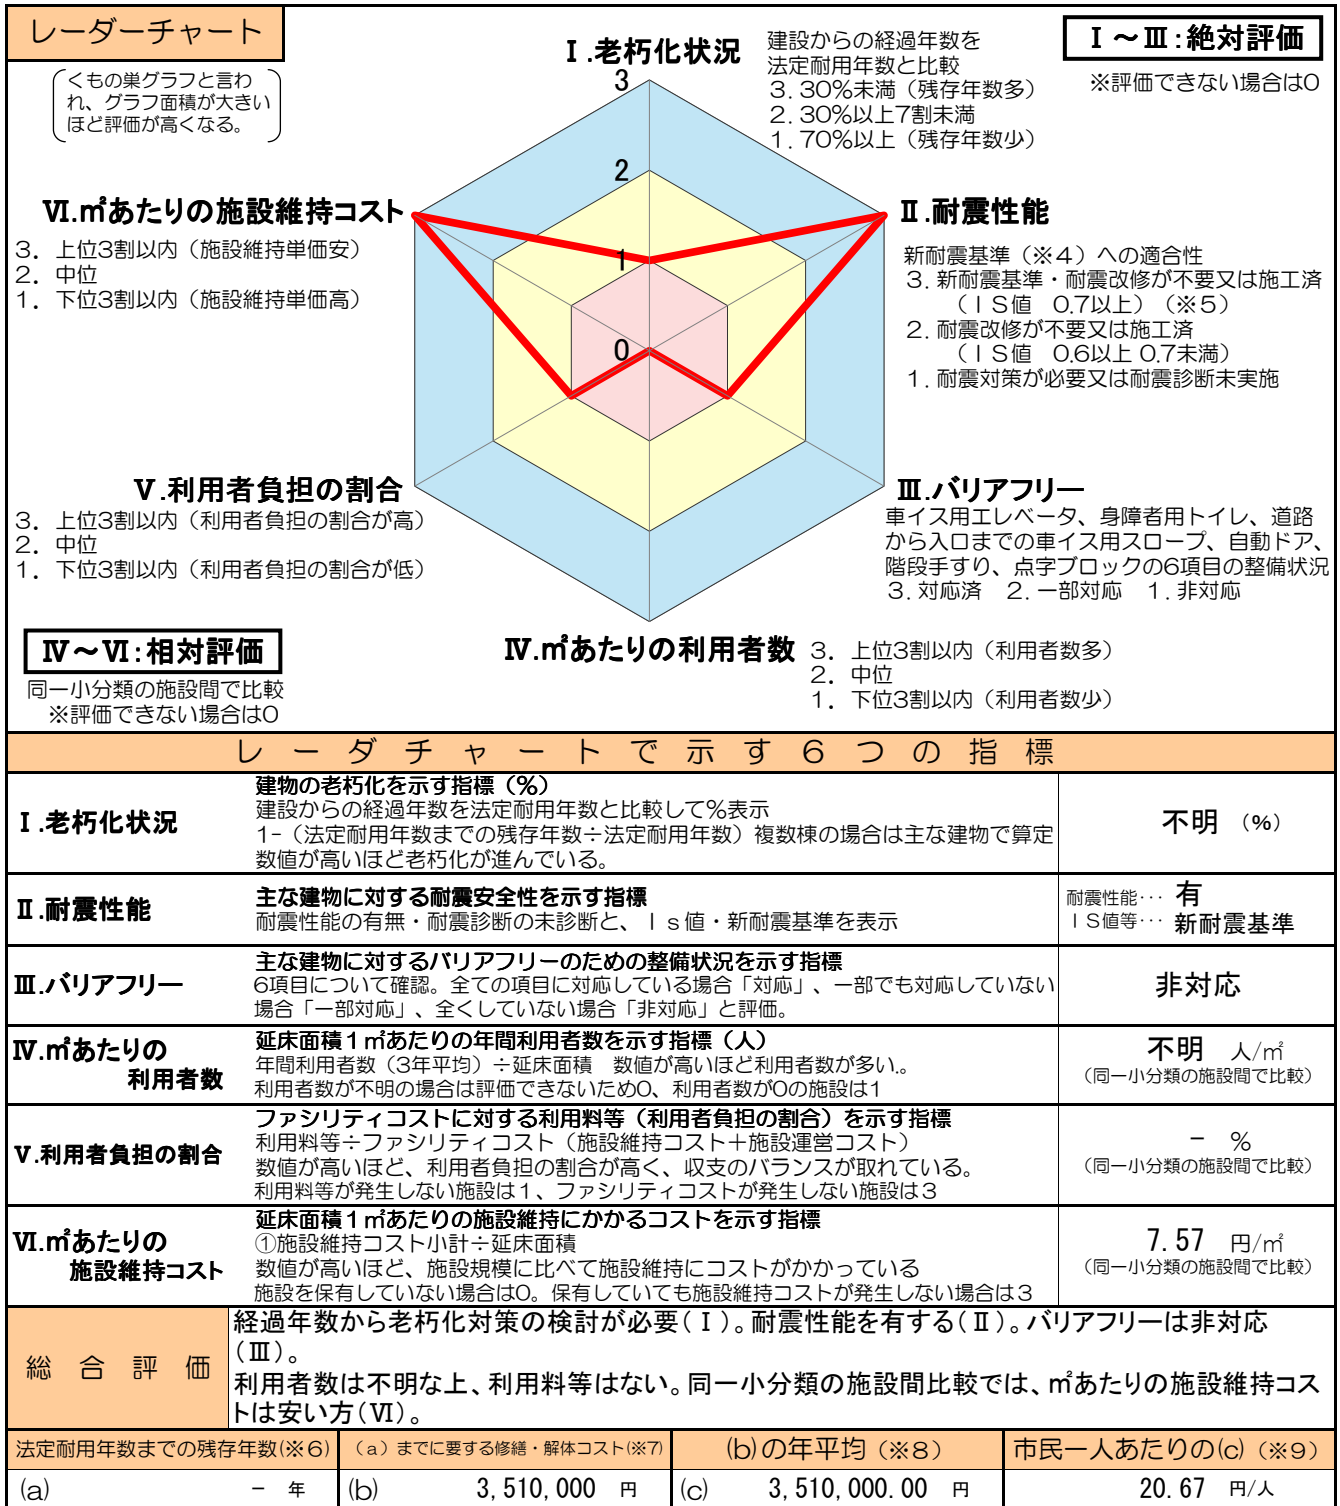 レーダーチャート
くもの巣グラフと言わ
れ、グラフ面積が大きい
ほど評価が高くなる。
Ⅰ.老朽化状況
建設からの経過年数を
法定耐用年数と比較
3. 30%未満（残存年数多）
2. 30%以上7割未満
1. 70%以上（残存年数少）
Ⅰ～Ⅲ:絶対評価
※評価できない場合は0
3
2
1
0
Ⅵ.㎡あたりの施設維持コスト
3. 上位3割以内（施設維持単価安）
2. 中位
1. 下位3割以内（施設維持単価高）
Ⅱ.耐震性能
新耐震基準（※4）への適合性
3. 新耐震基準・耐震改修が不要又は施工済
（ＩＳ値 0.7以上）（※5）
2. 耐震改修が不要又は施工済
（ＩＳ値 0.6以上 0.7未満）
1. 耐震対策が必要又は耐震診断未実施
Ⅴ.利用者負担の割合
3. 上位3割以内（利用者負担の割合が高）
2. 中位
1. 下位3割以内（利用者負担の割合が低）
Ⅲ.バリアフリー
車イス用エレベータ、身障者用トイレ、道路
から入口までの車イス用スロープ、自動ドア、
階段手すり、点字ブロックの6項目の整備状況
3. 対応済 2. 一部対応 1. 非対応
Ⅳ～Ⅵ:相対評価
同一小分類の施設間で比較
※評価できない場合は0
Ⅳ.㎡あたりの利用者数
3. 上位3割以内（利用者数多）
2. 中位
1. 下位3割以内（利用者数少）
レーダチャートで示す6つの指標
Ⅰ.老朽化状況
建物の老朽化を示す指標（%）
建設からの経過年数を法定耐用年数と比較して%表示
1-（法定耐用年数までの残存年数÷法定耐用年数）複数棟の場合は主な建物で算定
数値が高いほど老朽化が進んでいる。
不明 （%）
Ⅱ.耐震性能
主な建物に対する耐震安全性を示す指標
耐震性能の有無・耐震診断の未診断と、Ｉｓ値・新耐震基準を表示
耐震性能… 有
ＩＳ値等… 新耐震基準
Ⅲ.バリアフリー
主な建物に対するバリアフリーのための整備状況を示す指標
6項目について確認。全ての項目に対応している場合「対応」、一部でも対応していない
場合「一部対応」、全くしていない場合「非対応」と評価。
非対応
Ⅳ.㎡あたりの
利用者数
延床面積１㎡あたりの年間利用者数を示す指標（人）
年間利用者数（3年平均）÷延床面積 数値が高いほど利用者数が多い。
利用者数が不明の場合は評価できないため0、利用者数が0の施設は1
不明 人/㎡
（同一小分類の施設間で比較）
Ⅴ.利用者負担の割合
ファシリティコストに対する利用料等（利用者負担の割合）を示す指標
利用料等÷ファシリティコスト（施設維持コスト＋施設運営コスト）
数値が高いほど、利用者負担の割合が高く、収支のバランスが取れている。
利用料等が発生しない施設は１、ファシリティコストが発生しない施設は３
－ %
（同一小分類の施設間で比較）
Ⅵ.㎡あたりの
施設維持コスト
延床面積１㎡あたりの施設維持にかかるコストを示す指標
①施設維持コスト小計÷延床面積
数値が高いほど、施設規模に比べて施設維持にコストがかかっている
施設を保有していない場合は0。保有していても施設維持コストが発生しない場合は３
7.57 円/㎡
（同一小分類の施設間で比較）
総合評価
経過年数から老朽化対策の検討が必要(Ⅰ)。耐震性能を有する(Ⅱ)。バリアフリーは非対応
(Ⅲ)。
利用者数は不明な上、利用料等はない。同一小分類の施設間比較では、㎡あたりの施設維持コス
トは安い方(Ⅵ)。
法定耐用年数までの残存年数(※6)
（a）までに要する修繕・解体コスト(※7)
(b)の年平均（※8）
市民一人あたりの(c)（※9）
(a) － 年
(b) 3,510,000 円
(c) 3,510,000.00 円
20.67 円/人